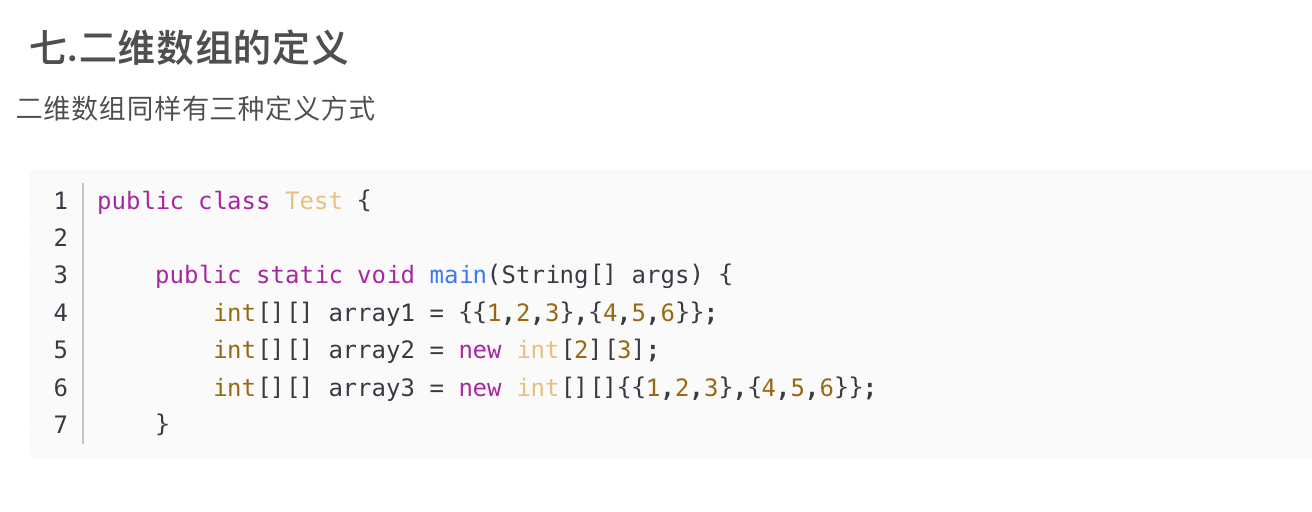 七.二维数组的定义
二维数组同样有三种定义方式
1 public class Test {
2
3     public static void main(String[] args) {
4         int[][] array1 = {{1,2,3},{4,5,6}};
5         int[][] array2 = new int[2][3];
6         int[][] array3 = new int[][]{{1,2,3},{4,5,6}};
7     }